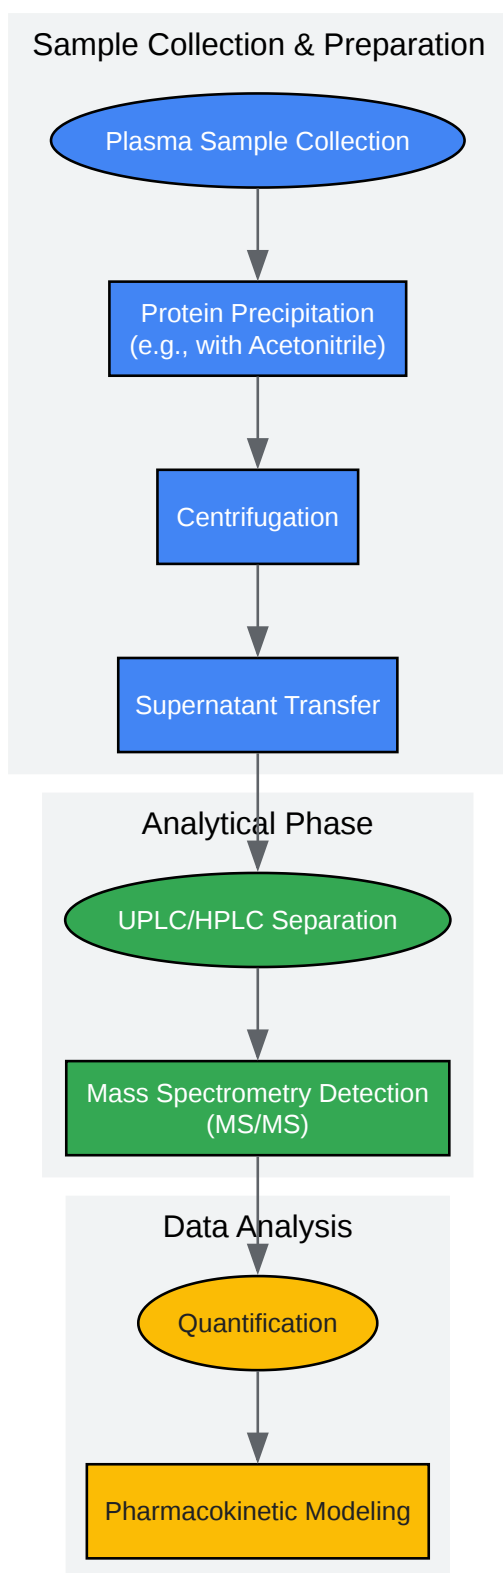 Sample Collection & Preparation
Plasma Sample Collection
Protein Precipitation
(e.g., with Acetonitrile)
Centrifugation
Supernatant Transfer
Analytical Phase
UPLC/HPLC Separation
Mass Spectrometry Detection
(MS/MS)
Data Analysis
Quantification
Pharmacokinetic Modeling